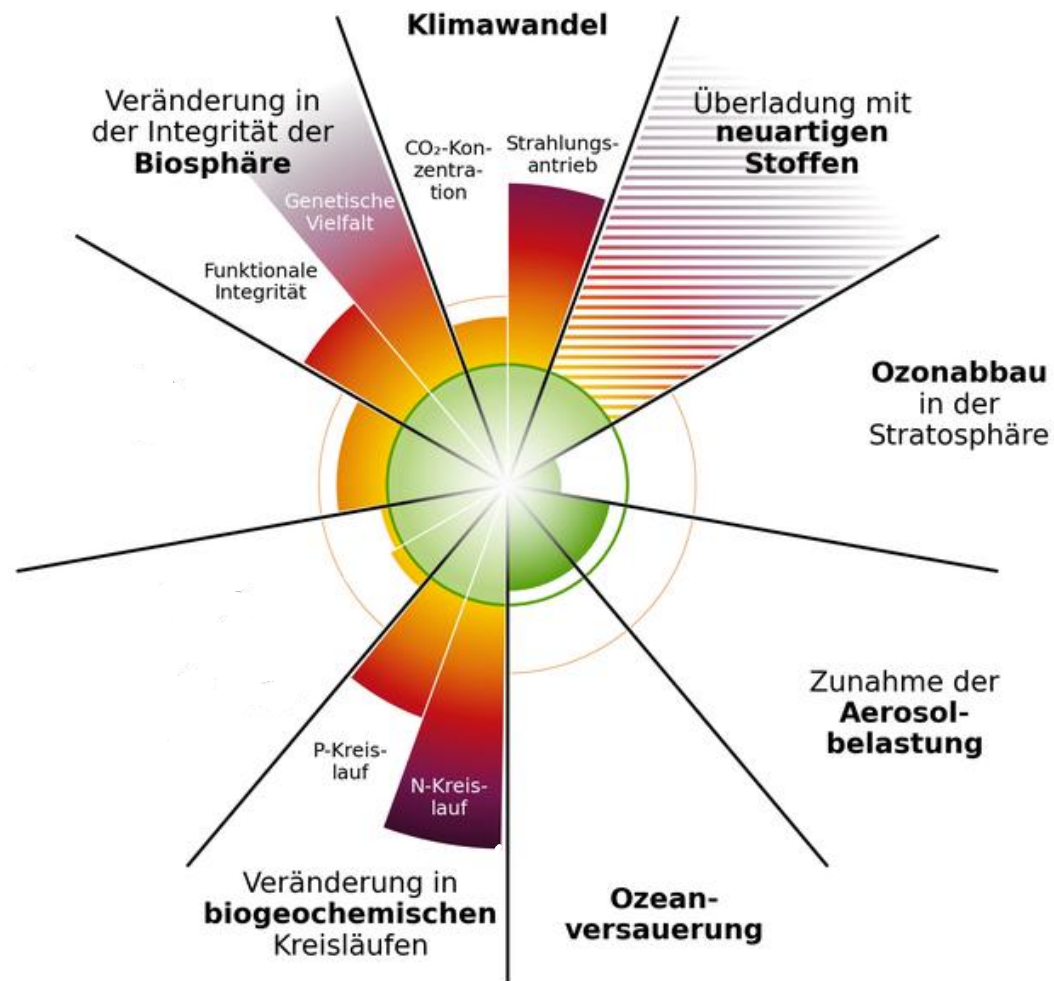 Klimawandel
Veränderung in
der Integrität der
Biosphäre
Überladung mit
neuartigen
Stoffen
CO₂-Kon-
zentra-
tion
Strahlungs-
antrieb
Genetische
Vielfalt
Funktionale
Integrität
Ozonabbau
in der
Stratosphäre
Zunahme der
Aerosol-
belastung
P-Kreis-
lauf
N-Kreis-
lauf
Veränderung in
biogeochemischen
Kreisläufen
Ozean-
versauerung